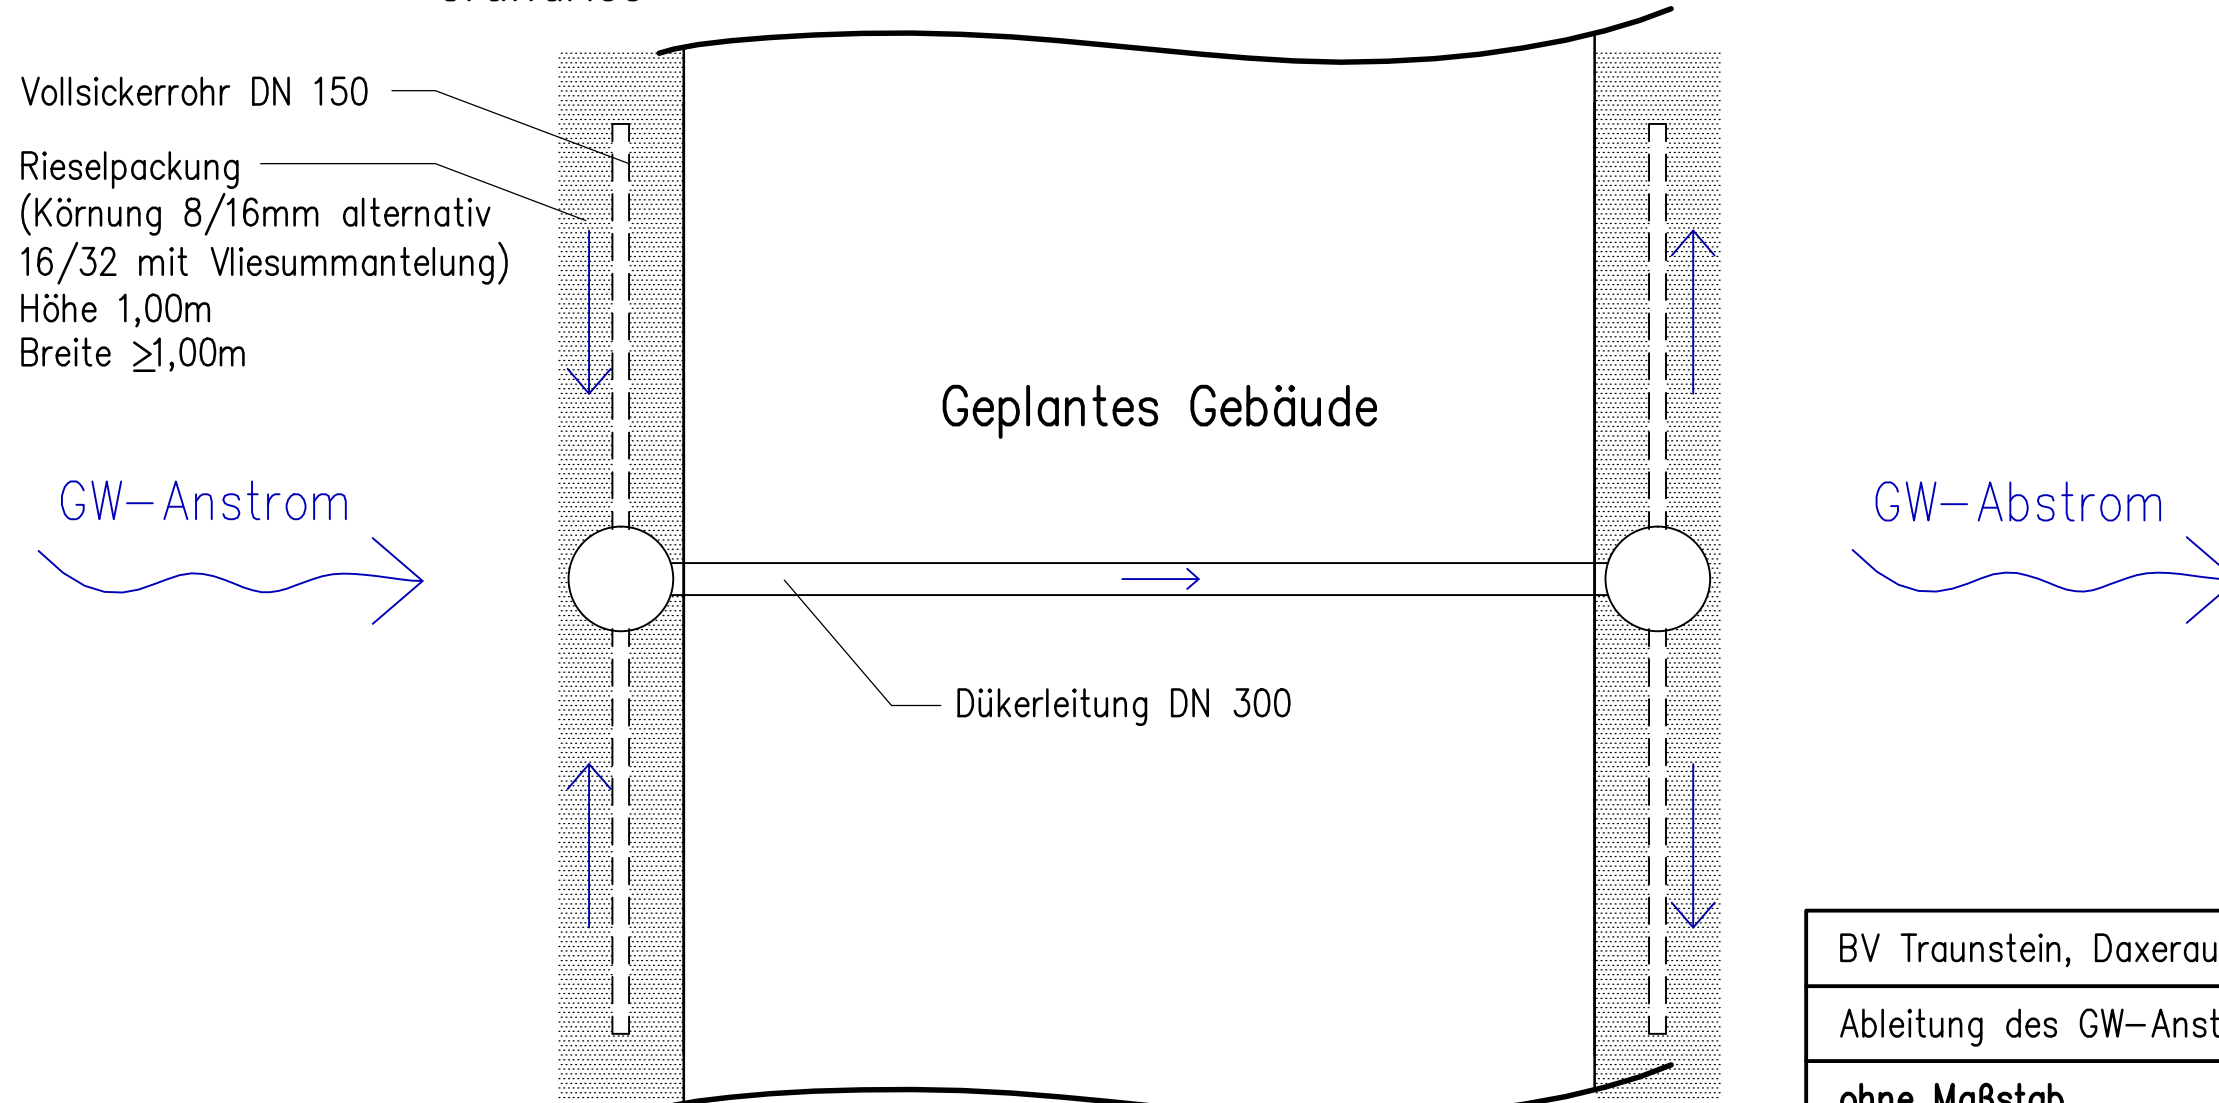 Vollsickerrohr DN 150
Rieselpackung
(Körnung 8/16mm alternativ
16/32 mit Vliesummantelung)
Höhe 1,00m
Breite ≥1,00m
Geplantes Gebäude
GW-Anstrom
GW-Abstrom
Dükerleitung DN 300
BV Traunstein, Daxerau
Ableitung des GW-Anst
ohne Maßstab